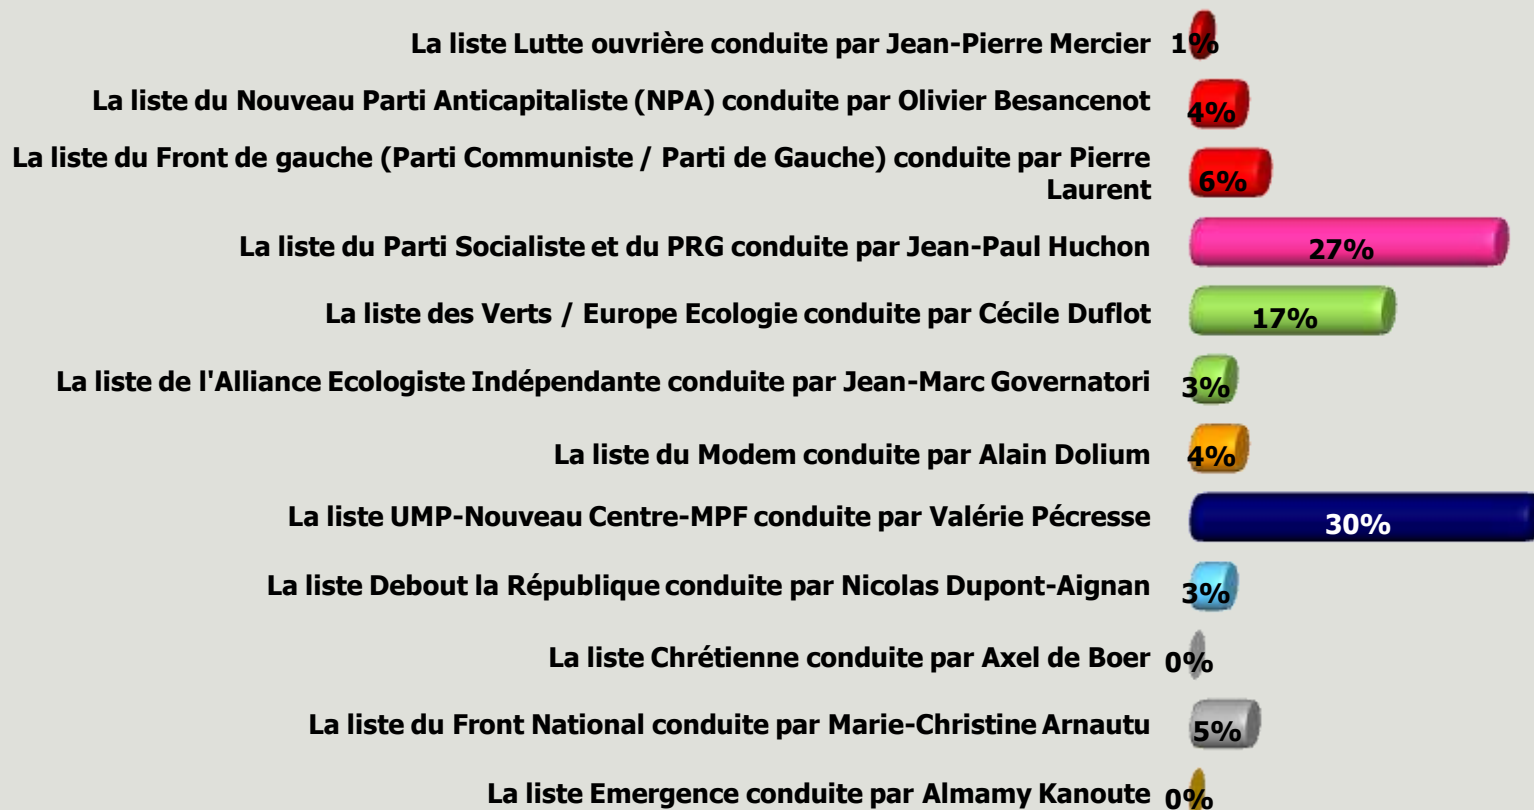 La liste Lutte ouvrière conduite par Jean-Pierre Mercier 1%
La liste du Nouveau Parti Anticapitaliste (NPA) conduite par Olivier Besancenot 4%
La liste du Front de gauche (Parti Communiste / Parti de Gauche) conduite par Pierre
Laurent 6%
La liste du Parti Socialiste et du PRG conduite par Jean-Paul Huchon 27%
La liste des Verts / Europe Ecologie conduite par Cécile Duflot 17%
La liste de l'Alliance Ecologiste Indépendante conduite par Jean-Marc Governatori 3%
La liste du Modem conduite par Alain Dolium 4%
La liste UMP-Nouveau Centre-MPF conduite par Valérie Pécresse 30%
La liste Debout la République conduite par Nicolas Dupont-Aignan 3%
La liste Chrétienne conduite par Axel de Boer 0%
La liste du Front National conduite par Marie-Christine Arnautu 5%
La liste Emergence conduite par Almamy Kanoute 0%